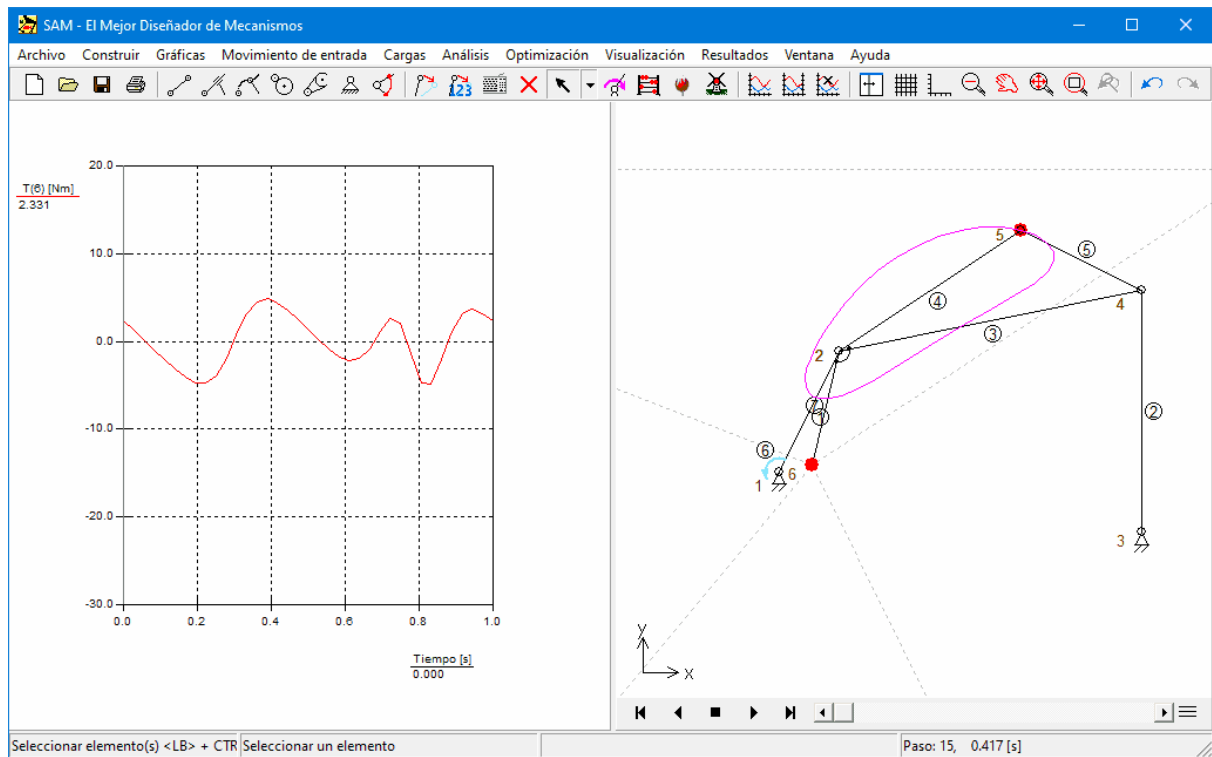 SAM - El Mejor Diseñador de Mecanismos
Archivo Construir Gráficas Movimiento de entrada Cargas Análisis Optimización Visualización Resultados Ventana Ayuda
123
T(6) [Nm]
2.331
20.0
10.0
0.0
-10.0
-20.0
-30.0
0.0 0.2 0.4 0.6 0.8 1.0
Tiempo [s]
0.000
5
5
4
4
3
2
7
1
2
6
6
1
3
y
x
Seleccionar elemento(s) <LB> + CTR
Seleccionar un elemento
Paso: 15, 0.417 [s]